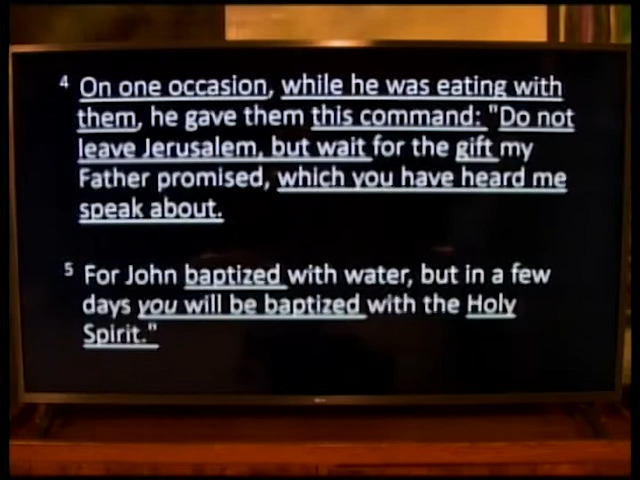 4 On one occasion, while he was eating with
them, he gave them this command: "Do not
leave Jerusalem, but wait for the gift my
Father promised, which you have heard me
speak about.
5 For John baptized with water, but in a few
days you will be baptized with the Holy
Spirit."